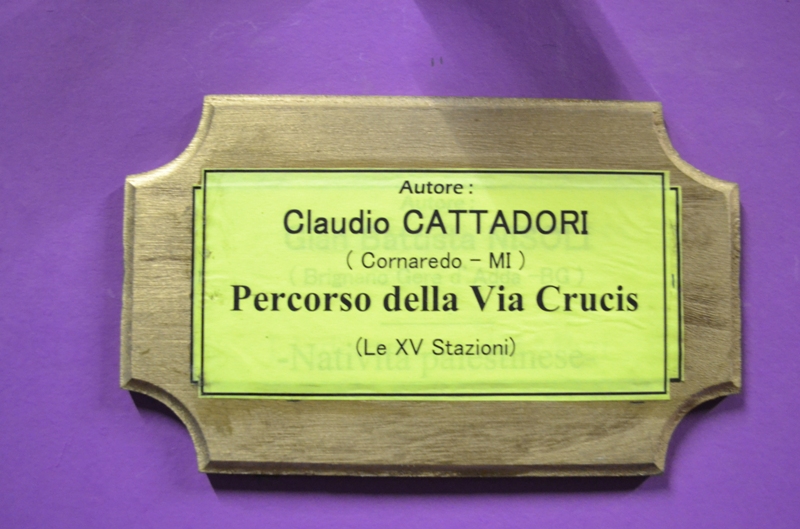 Autore :
Claudio CATTADORI
( Cornaredo - MI )
Percorso della Via Crucis
(Le XV Stazioni)